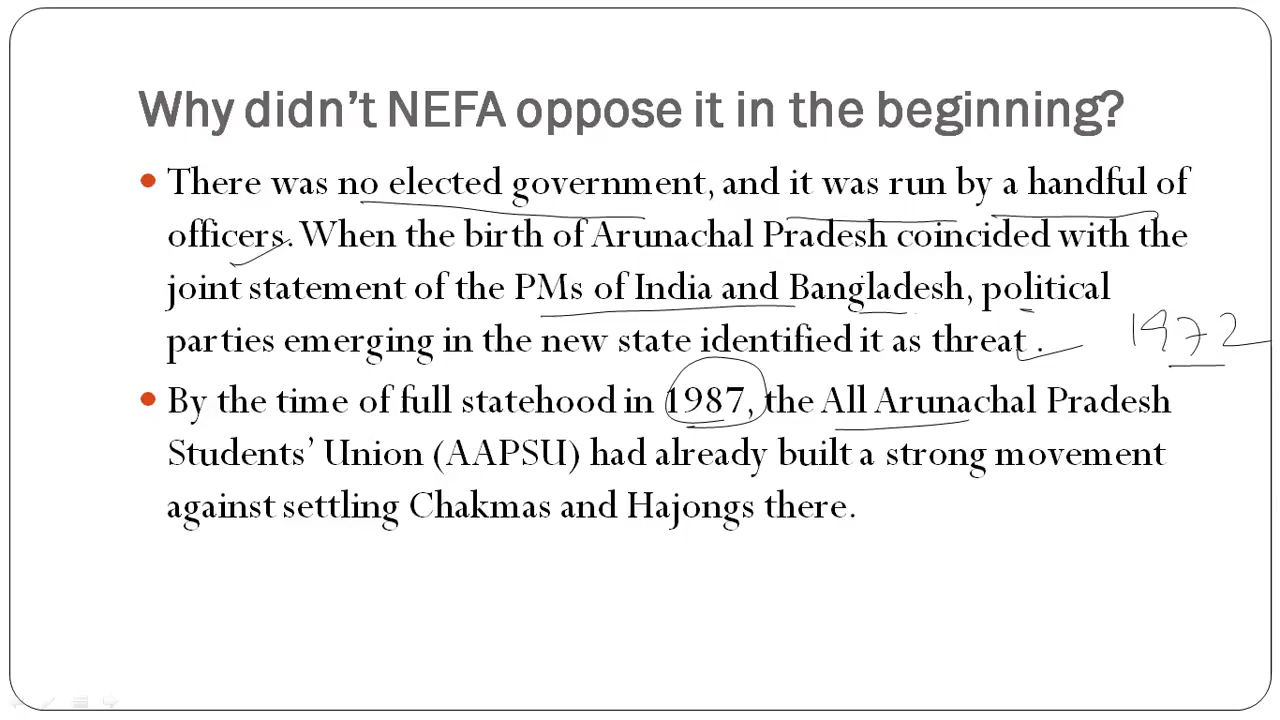 Why didn't NEFA oppose it in the beginning?
• There was no elected government, and it was run by a handful of
officers. When the birth of Arunachal Pradesh coincided with the
joint statement of the PMs of India and Bangladesh, political
parties emerging in the new state identified it as threat .
1972
• By the time of full statehood in 1987, the All Arunachal Pradesh
Students' Union (AAPSU) had already built a strong movement
against settling Chakmas and Hajongs there.